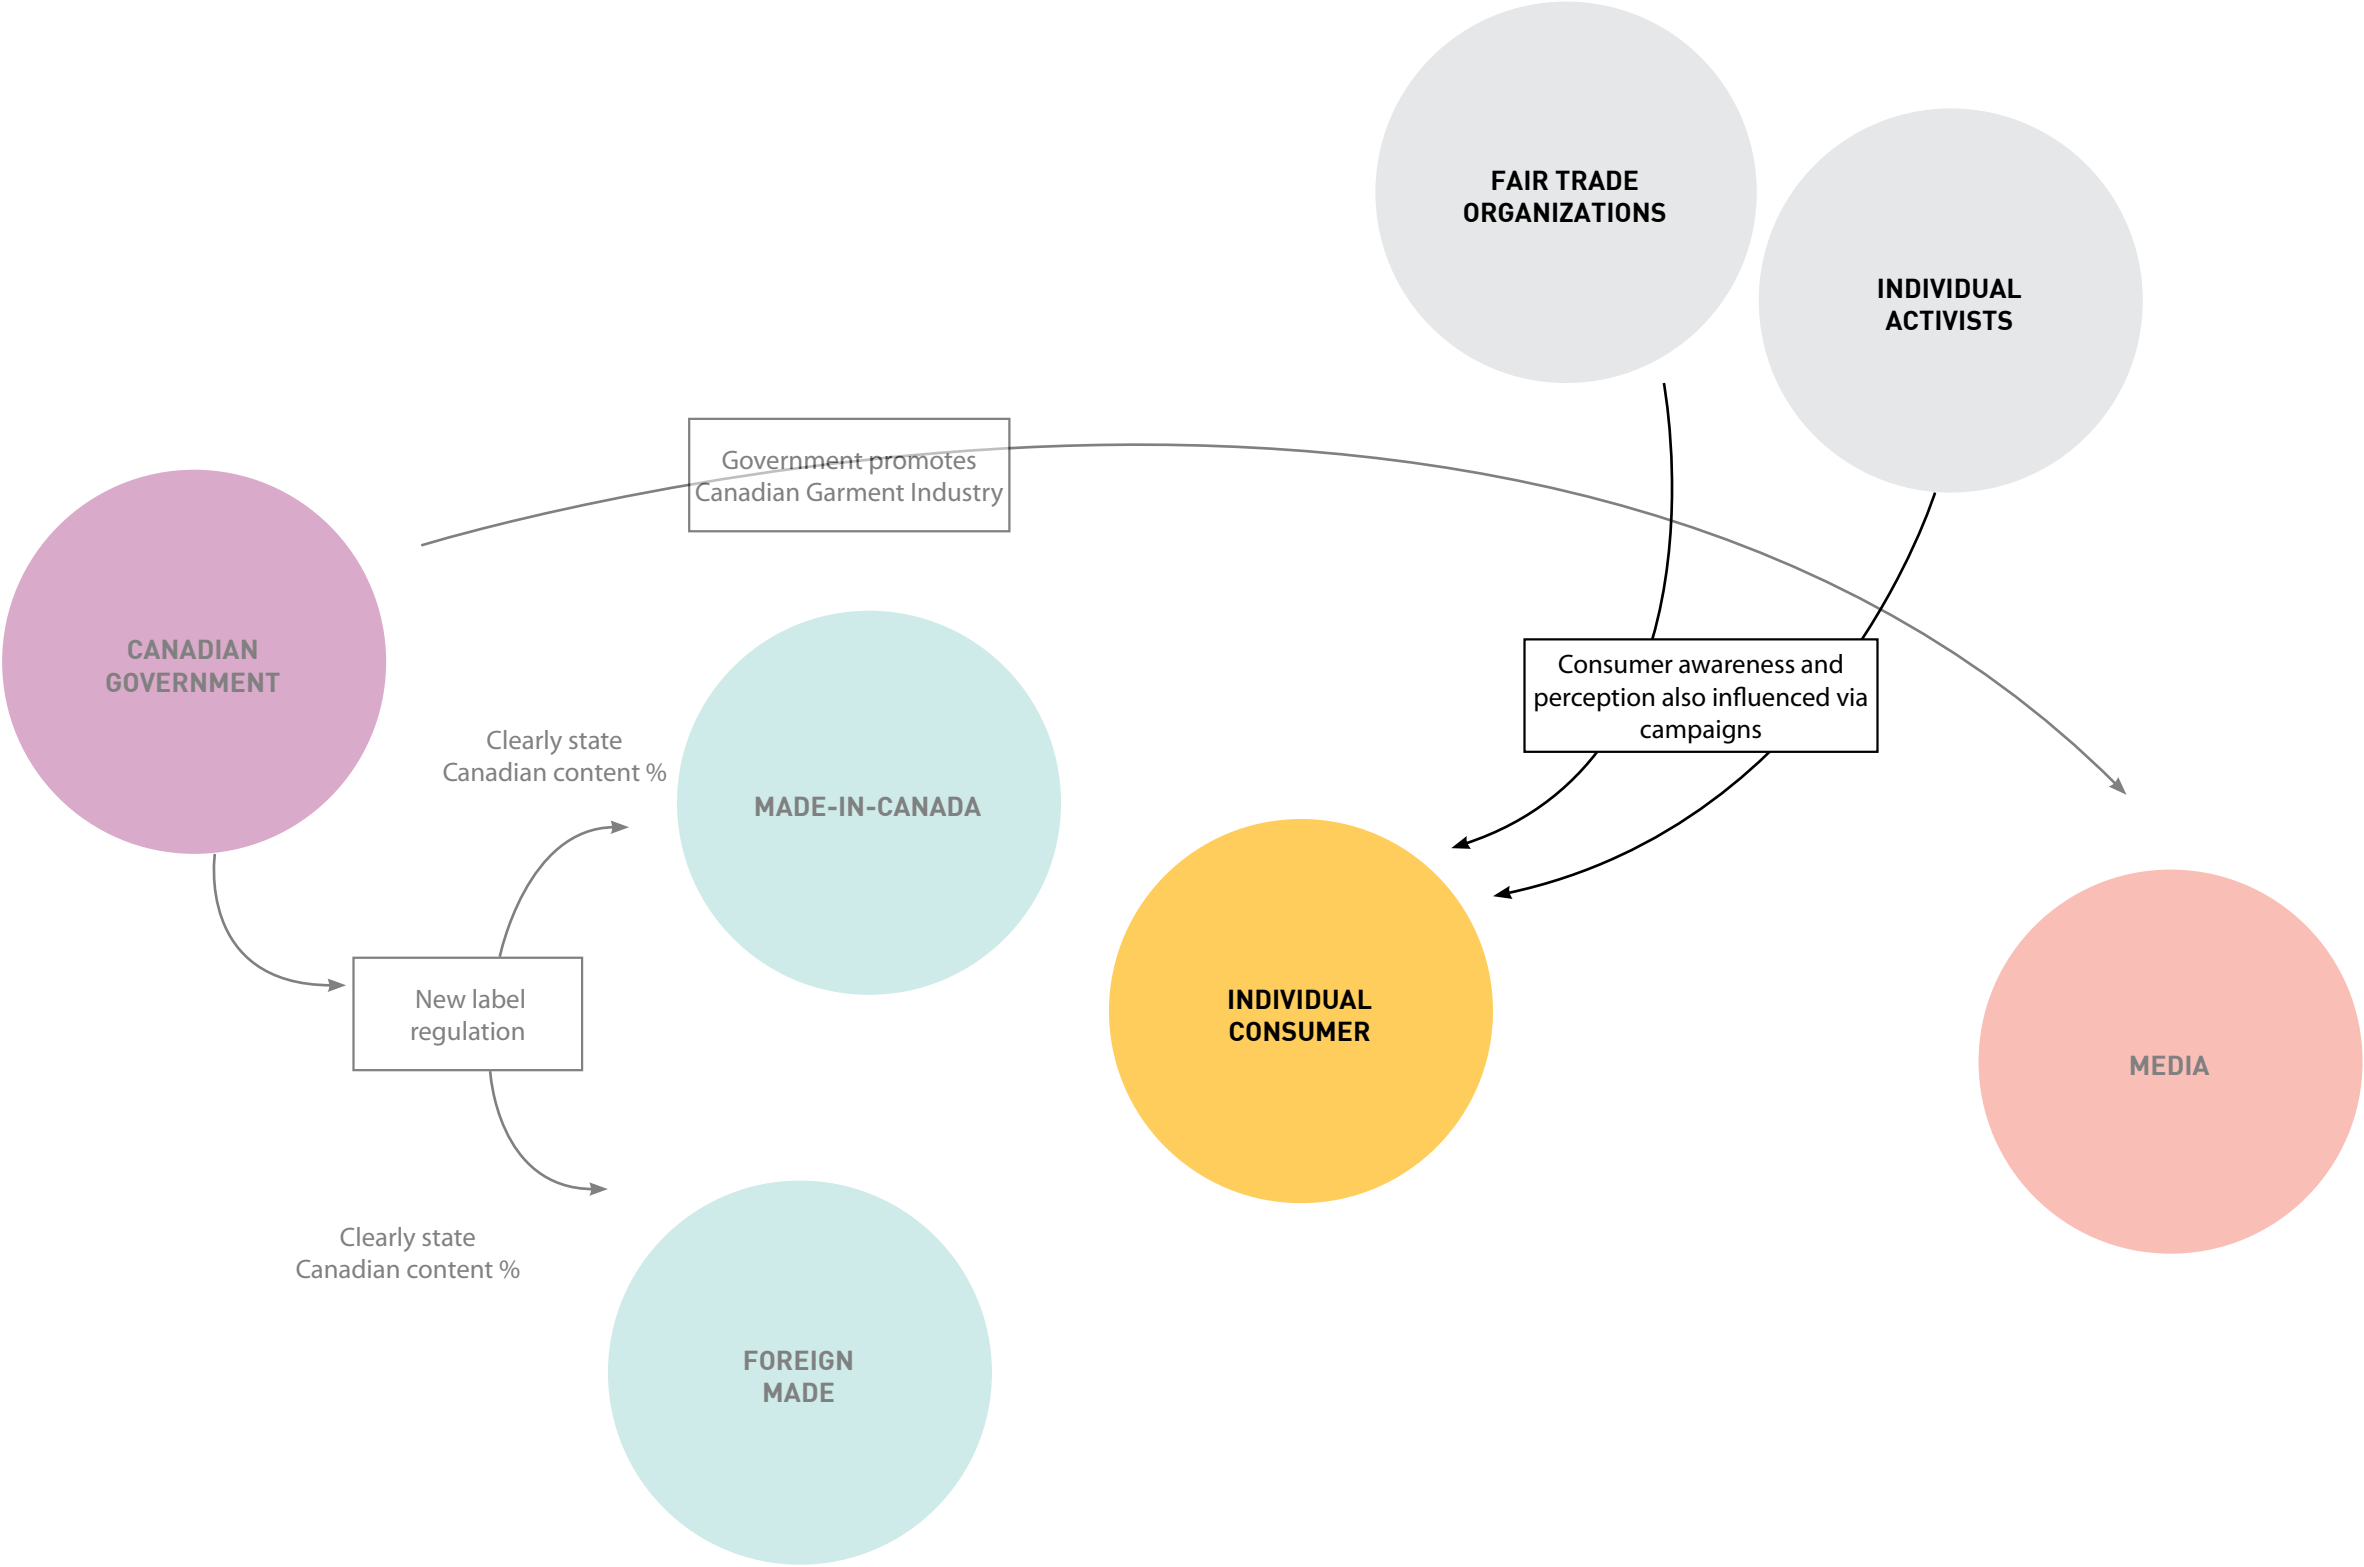 FAIR TRADE
ORGANIZATIONS
INDIVIDUAL
ACTIVISTS
Government promotes
Canadian Garment Industry
CANADIAN
GOVERNMENT
Consumer awareness and
perception also influenced via
campaigns
Clearly state
Canadian content %
MADE-IN-CANADA
New label
regulation
INDIVIDUAL
CONSUMER
MEDIA
Clearly state
Canadian content %
FOREIGN
MADE